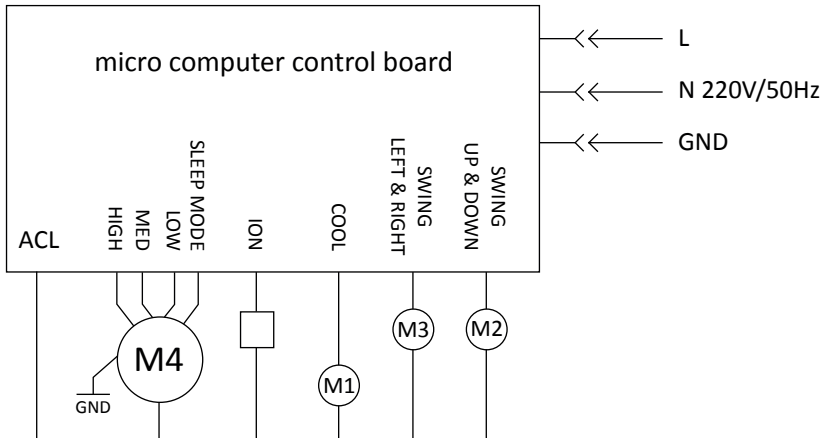 micro computer control board
L
N 220V/50Hz
GND
ACL
HIGH
MED
LOW
SLEEP MODE
ION
COOL
SWING
LEFT & RIGHT
SWING
UP & DOWN
M4
GND
M1
M3
M2